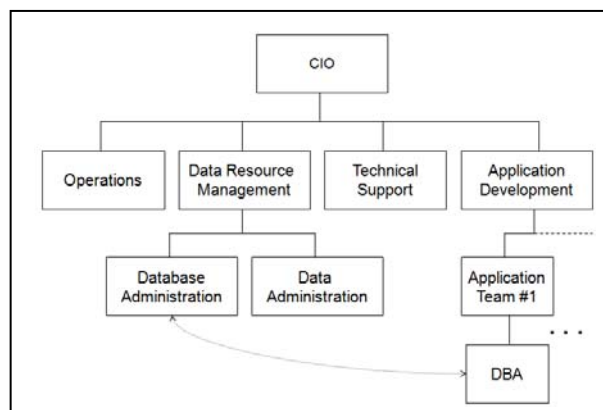 CIO
Operations
Data Resource
Management
Technical
Support
Application
Development
Database
Administration
Data
Administration
Application
Team #1
. . .
DBA